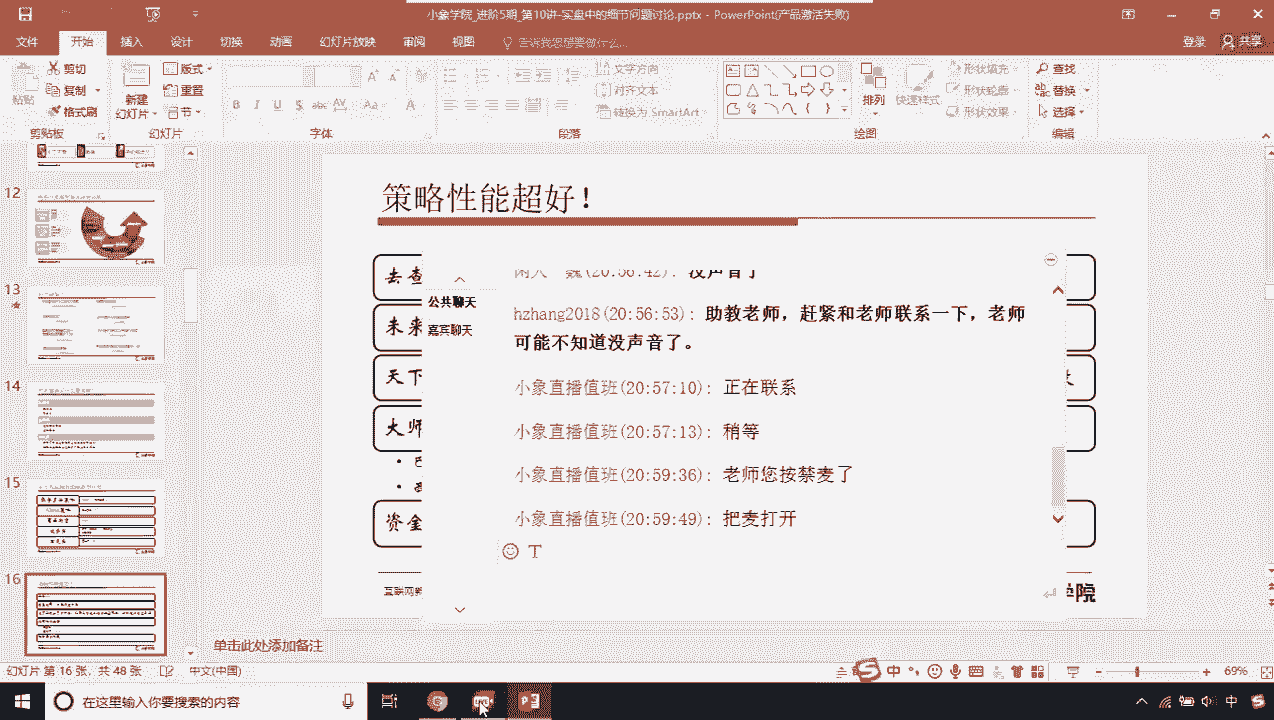 小象学院_进阶5期_第10讲-实盘中的细节问题讨论.pptx - PowerPoint(产品激活失败)
文件 开始 插入 设计 切换 动画 幻灯片放映 审阅 视图 告诉我您想要做什么... 登录 共享
粘贴 剪切 复制 格式刷 剪贴板
新建 幻灯片 版式 重置 节 幻灯片
B I U S abc AV Aa A 字体
文字方向 对齐文本 转换为 SmartArt 段落
排列 快速样式 形状填充 形状轮廓 形状效果 绘图
查找 替换 选择 编辑
12
13
14
15
16
策略性能超好！
去查
未来
天下
大师
资金
互联网新
学院
公共聊天
嘉宾聊天
闲人 魏(20:56:42): 没声音了
hzhang2018(20:56:53): 助教老师，赶紧和老师联系一下，老师
可能不知道没声音了。
小象直播值班(20:57:10): 正在联系
小象直播值班(20:57:13): 稍等
小象直播值班(20:59:36): 老师您按禁麦了
小象直播值班(20:59:49): 把麦打开
T
单击此处添加备注
幻灯片 第 16 张，共 48 张 中文(中国) 中 69%
在这里输入你要搜索的内容 中